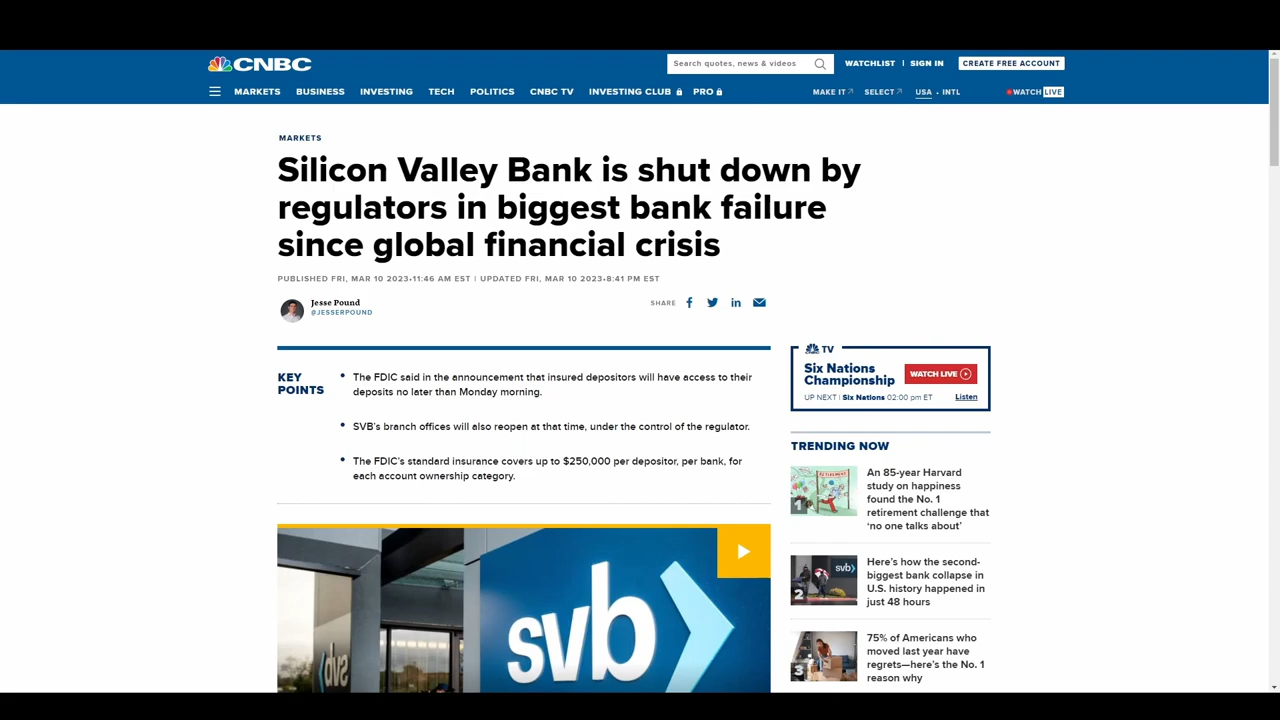 CNBC
Search quotes, news & videos
WATCHLIST | SIGN IN
CREATE FREE ACCOUNT
MARKETS BUSINESS INVESTING TECH POLITICS CNBC TV INVESTING CLUB PRO
MAKE IT SELECT USA • INTL WATCH LIVE
MARKETS
Silicon Valley Bank is shut down by
regulators in biggest bank failure
since global financial crisis
PUBLISHED FRI, MAR 10 2023•11:46 AM EST | UPDATED FRI, MAR 10 2023•8:41 PM EST
Jesse Pound
@JESSERPOUND
SHARE
KEY
POINTS
• The FDIC said in the announcement that insured depositors will have access to their
deposits no later than Monday morning.
• SVB's branch offices will also reopen at that time, under the control of the regulator.
• The FDIC's standard insurance covers up to $250,000 per depositor, per bank, for
each account ownership category.
svb
svb
TV
Six Nations
Championship
WATCH LIVE
UP NEXT | Six Nations 02:00 pm ET
Listen
TRENDING NOW
RETIREMENT
1
An 85-year Harvard
study on happiness
found the No. 1
retirement challenge that
‘no one talks about’
svb
2
Here's how the second-
biggest bank collapse in
U.S. history happened in
just 48 hours
3
75% of Americans who
moved last year have
regrets—here's the No. 1
reason why